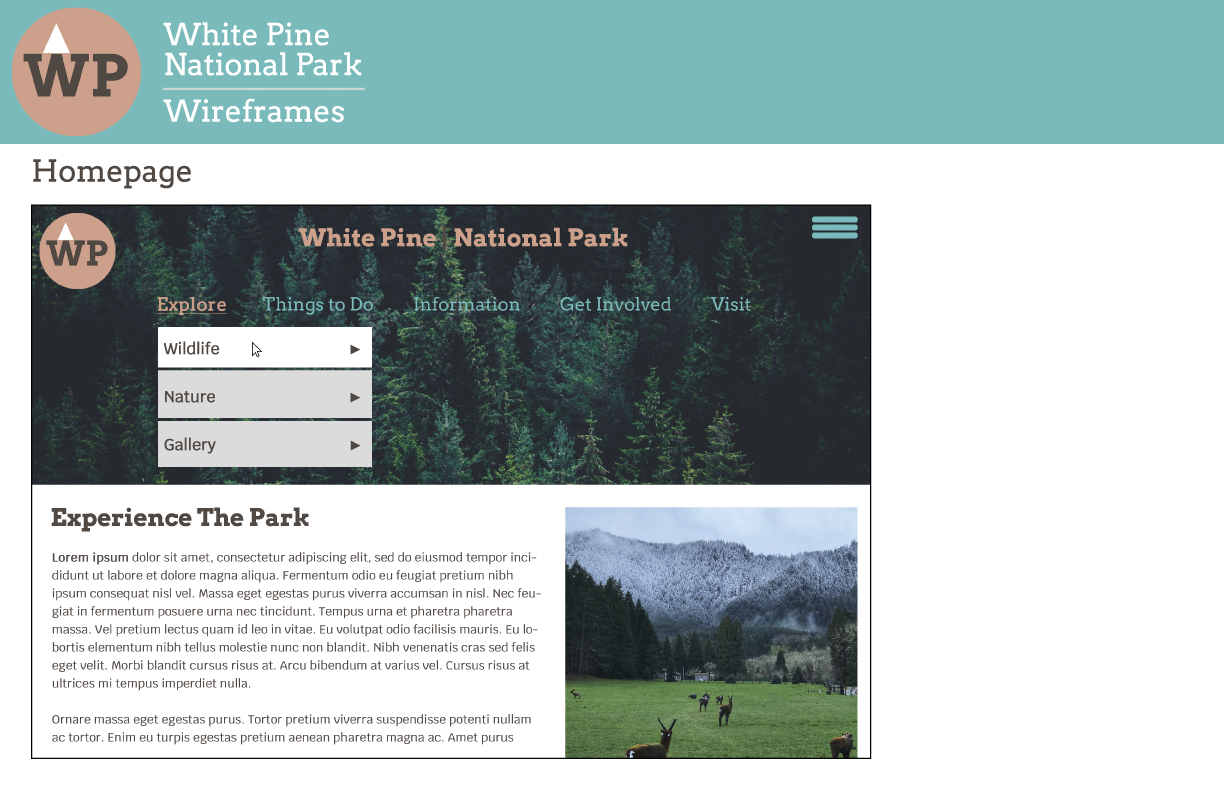 WP
White Pine
National Park
Wireframes
Homepage
WP
White Pine National Park
Explore Things to Do Information Get Involved Visit
Wildlife ►
Nature ►
Gallery ►
Experience The Park
Lorem ipsum dolor sit amet, consectetur adipiscing elit, sed do eiusmod tempor inci-
didunt ut labore et dolore magna aliqua. Fermentum odio eu feugiat pretium nibh
ipsum consequat nisl vel. Massa eget egestas purus viverra accumsan in nisl. Nec feu-
giat in fermentum posuere urna nec tincidunt. Tempus urna et pharetra pharetra
massa. Vel pretium lectus quam id leo in vitae. Eu volutpat odio facilisis mauris. Eu lo-
bortis elementum nibh tellus molestie nunc non blandit. Nibh venenatis cras sed felis
eget velit. Morbi blandit cursus risus at. Arcu bibendum at varius vel. Cursus risus at
ultrices mi tempus imperdiet nulla.
Ornare massa eget egestas purus. Tortor pretium viverra suspendisse potenti nullam
ac tortor. Enim eu turpis egestas pretium aenean pharetra magna ac. Amet purus